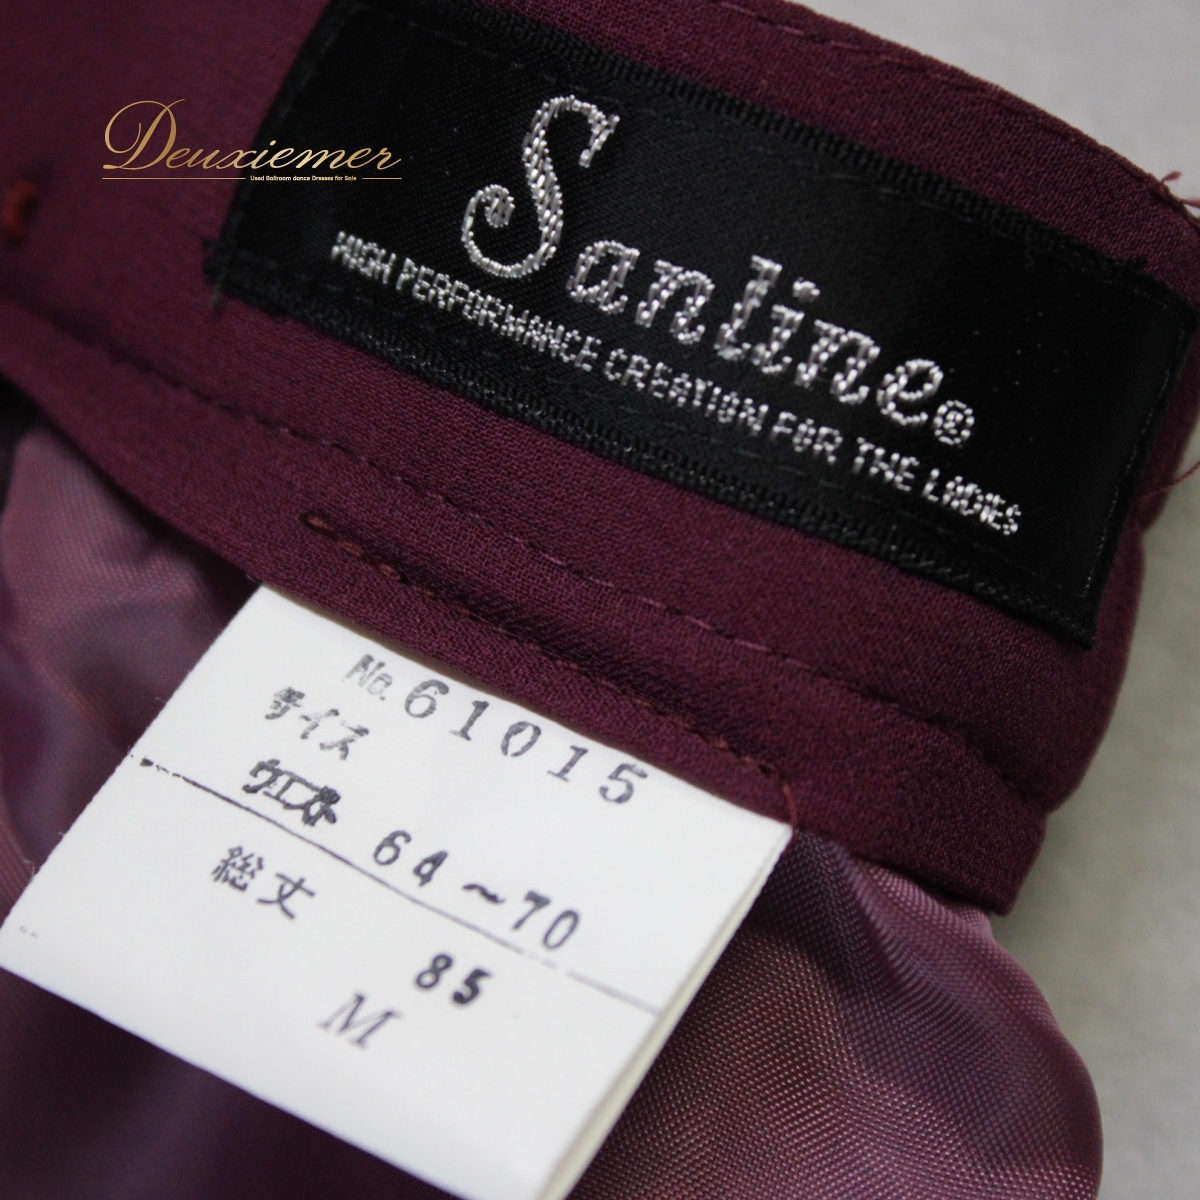 Deuxiemer
Used Ballroom dance Dresses for Sale
Sanline®
HIGH PERFORMANCE CREATION FOR THE LADIES
No. 61015
サイズ
ウエスト 64～70
総丈 85
M